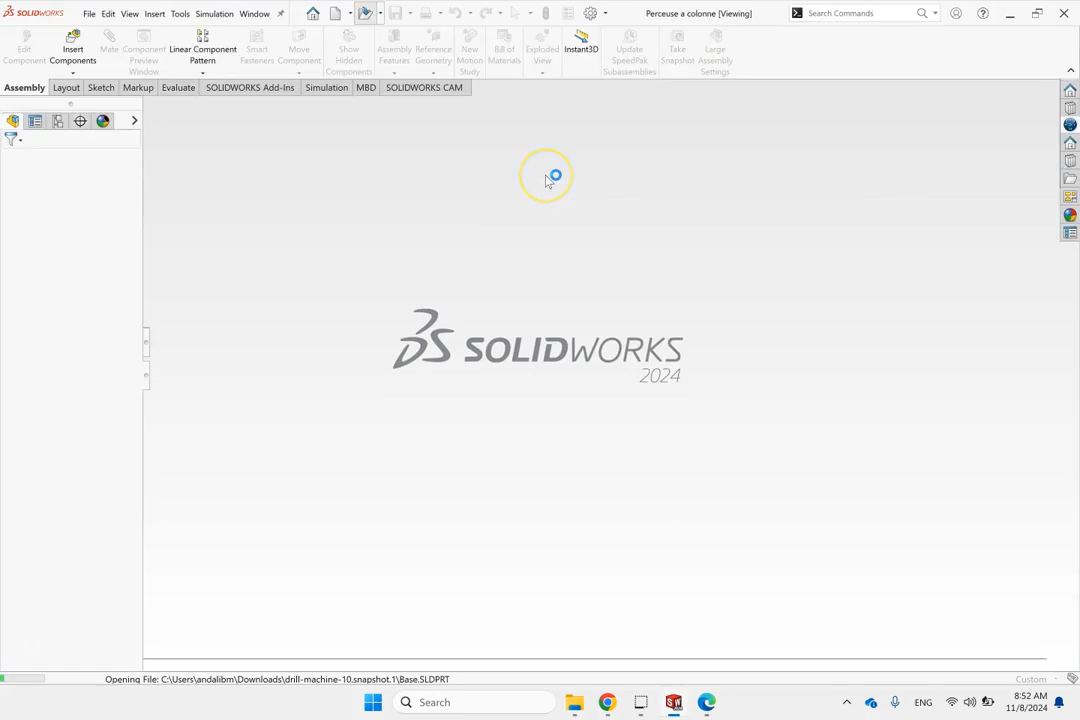 SOLIDWORKS File Edit View Insert Tools Simulation Window Perceuse a colonne [Viewing] Search Commands
Edit Component
Insert Components
Mate
Component Preview Window
Linear Component Pattern
Smart Fasteners
Move Component
Show Hidden Components
Assembly Features
Reference Geometry
New Motion Study
Bill of Materials
Exploded View
Instant3D
Update SpeedPak Subassemblies
Take Snapshot
Large Assembly Settings
Assembly Layout Sketch Markup Evaluate SOLIDWORKS Add-Ins Simulation MBD SOLIDWORKS CAM
SOLIDWORKS
2024
Opening File: C:\Users\andalibm\Downloads\drill-machine-10.snapshot.1\Base.SLDPRT Custom
Search ENG 8:52 AM
11/8/2024